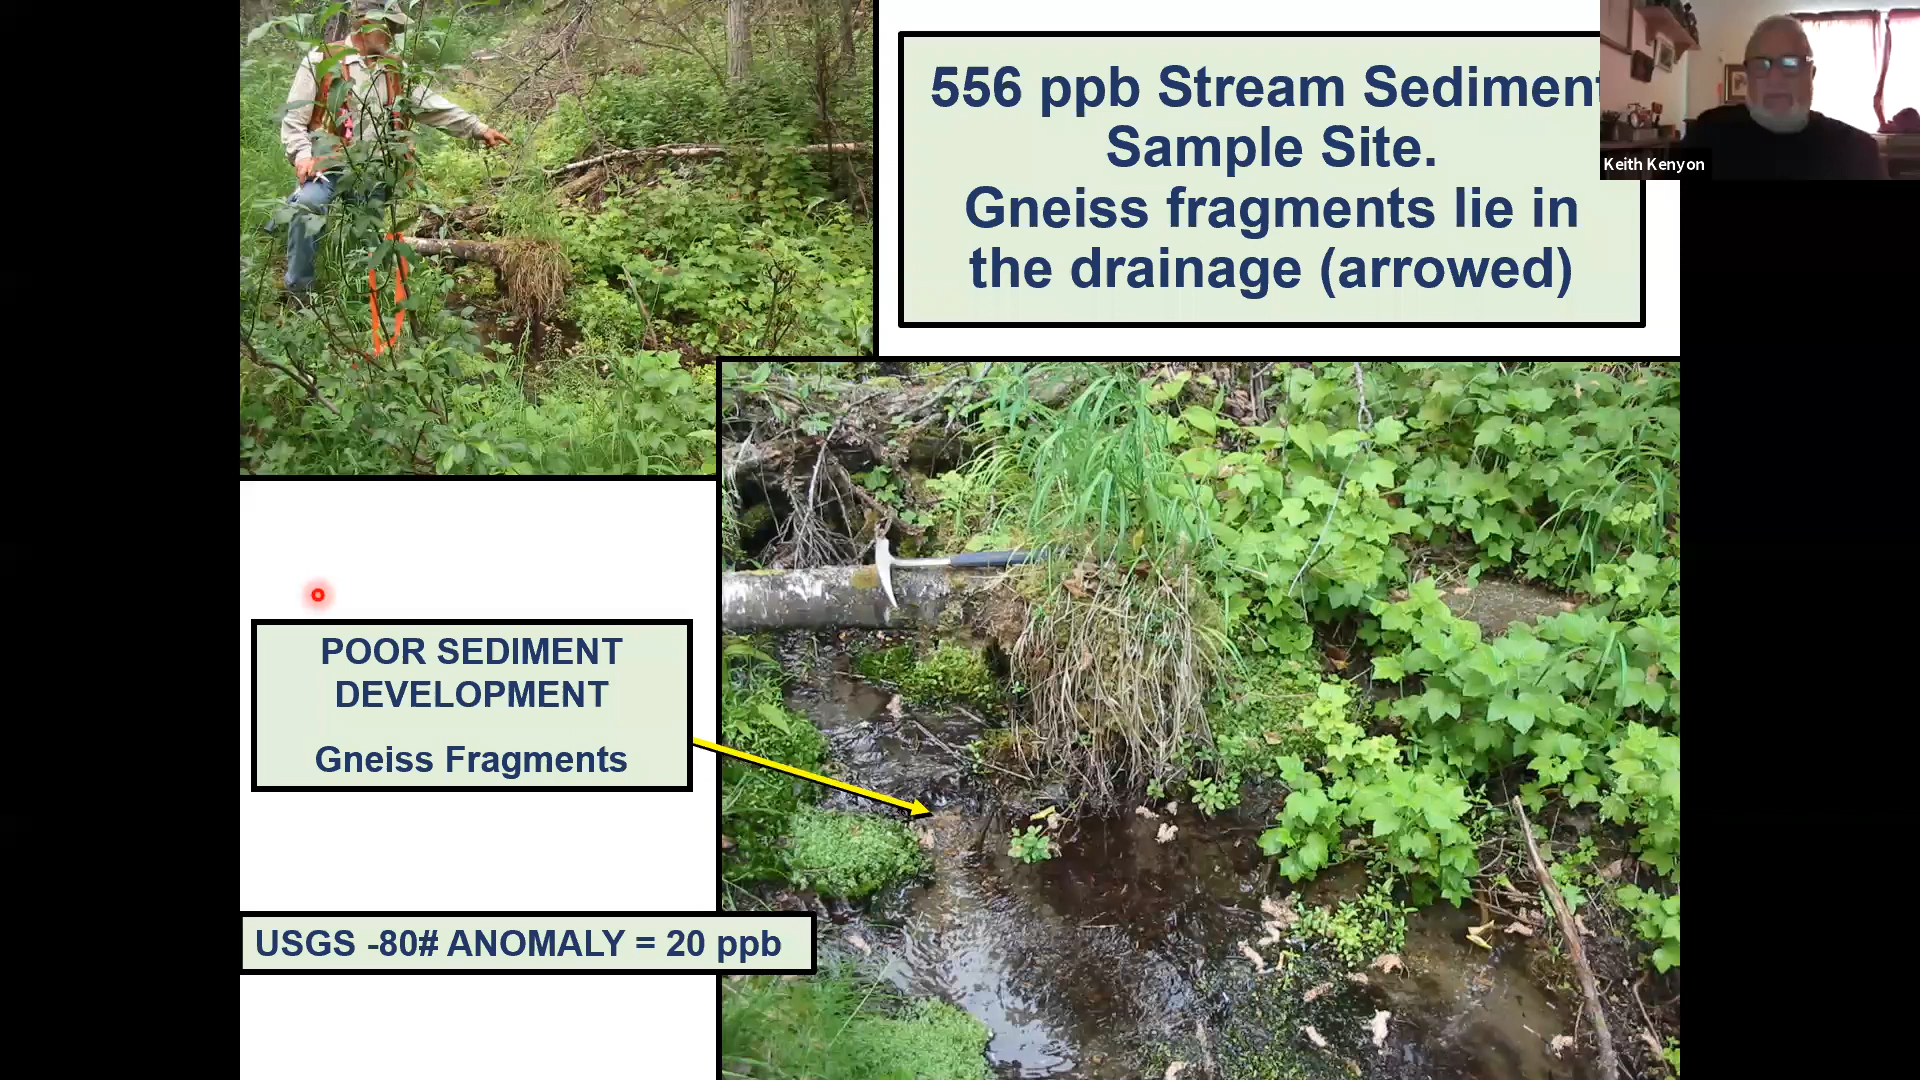 556 ppb Stream Sediment
Sample Site.
Gneiss fragments lie in
the drainage (arrowed)
Keith Kenyon
POOR SEDIMENT
DEVELOPMENT
Gneiss Fragments
USGS -80# ANOMALY = 20 ppb